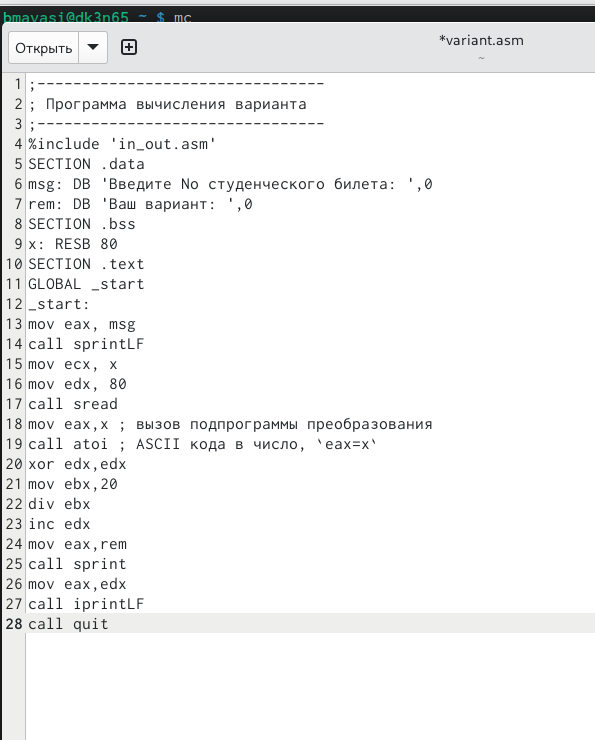 bmavasi@dk3n65 ~ $ mc
Открыть
*variant.asm
~
1 ;--------------------------------
2 ; Программа вычисления варианта
3 ;--------------------------------
4 %include 'in_out.asm'
5 SECTION .data
6 msg: DB 'Введите No студенческого билета: ',0
7 rem: DB 'Ваш вариант: ',0
8 SECTION .bss
9 x: RESB 80
10 SECTION .text
11 GLOBAL _start
12 _start:
13 mov eax, msg
14 call sprintLF
15 mov ecx, x
16 mov edx, 80
17 call sread
18 mov eax,x ; вызов подпрограммы преобразования
19 call atoi ; ASCII кода в число, `eax=x`
20 xor edx,edx
21 mov ebx,20
22 div ebx
23 inc edx
24 mov eax,rem
25 call sprint
26 mov eax,edx
27 call iprintLF
28 call quit